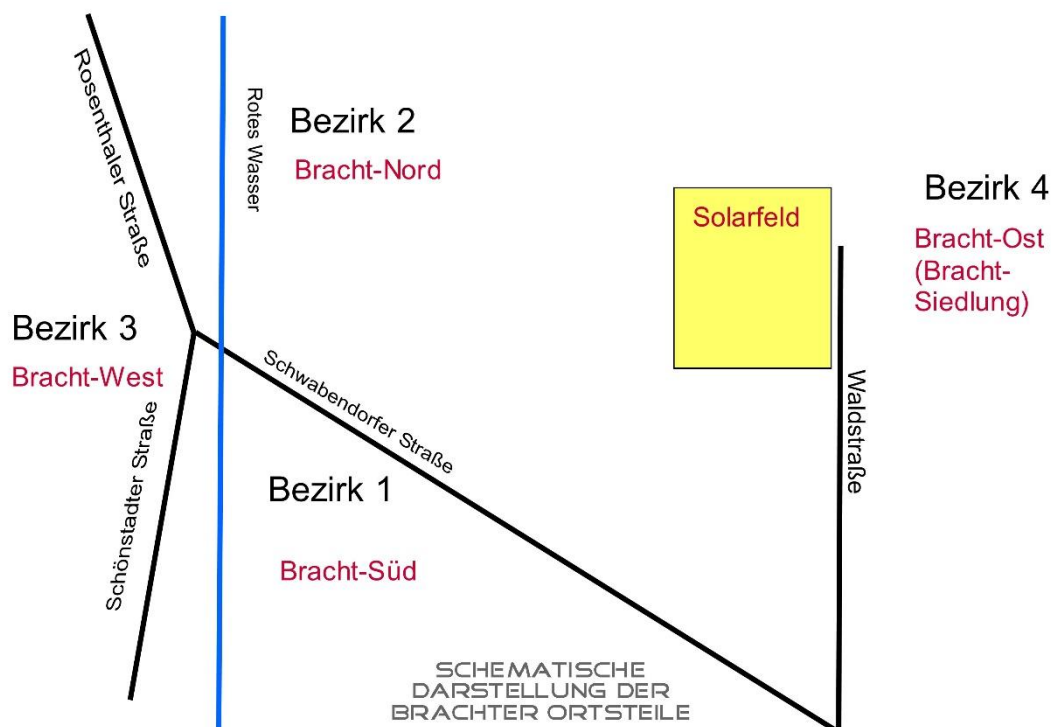 Rosenthaler Straße
Rotes Wasser
Bezirk 2
Bracht-Nord
Solarfeld
Bezirk 4
Bracht-Ost
(Bracht-
Siedlung)
Bezirk 3
Bracht-West
Schwabendorfer Straße
Waldstraße
Schönstadter Straße
Bezirk 1
Bracht-Süd
SCHEMATISCHE
DARSTELLUNG DER
BRACHTER ORTSTEILE